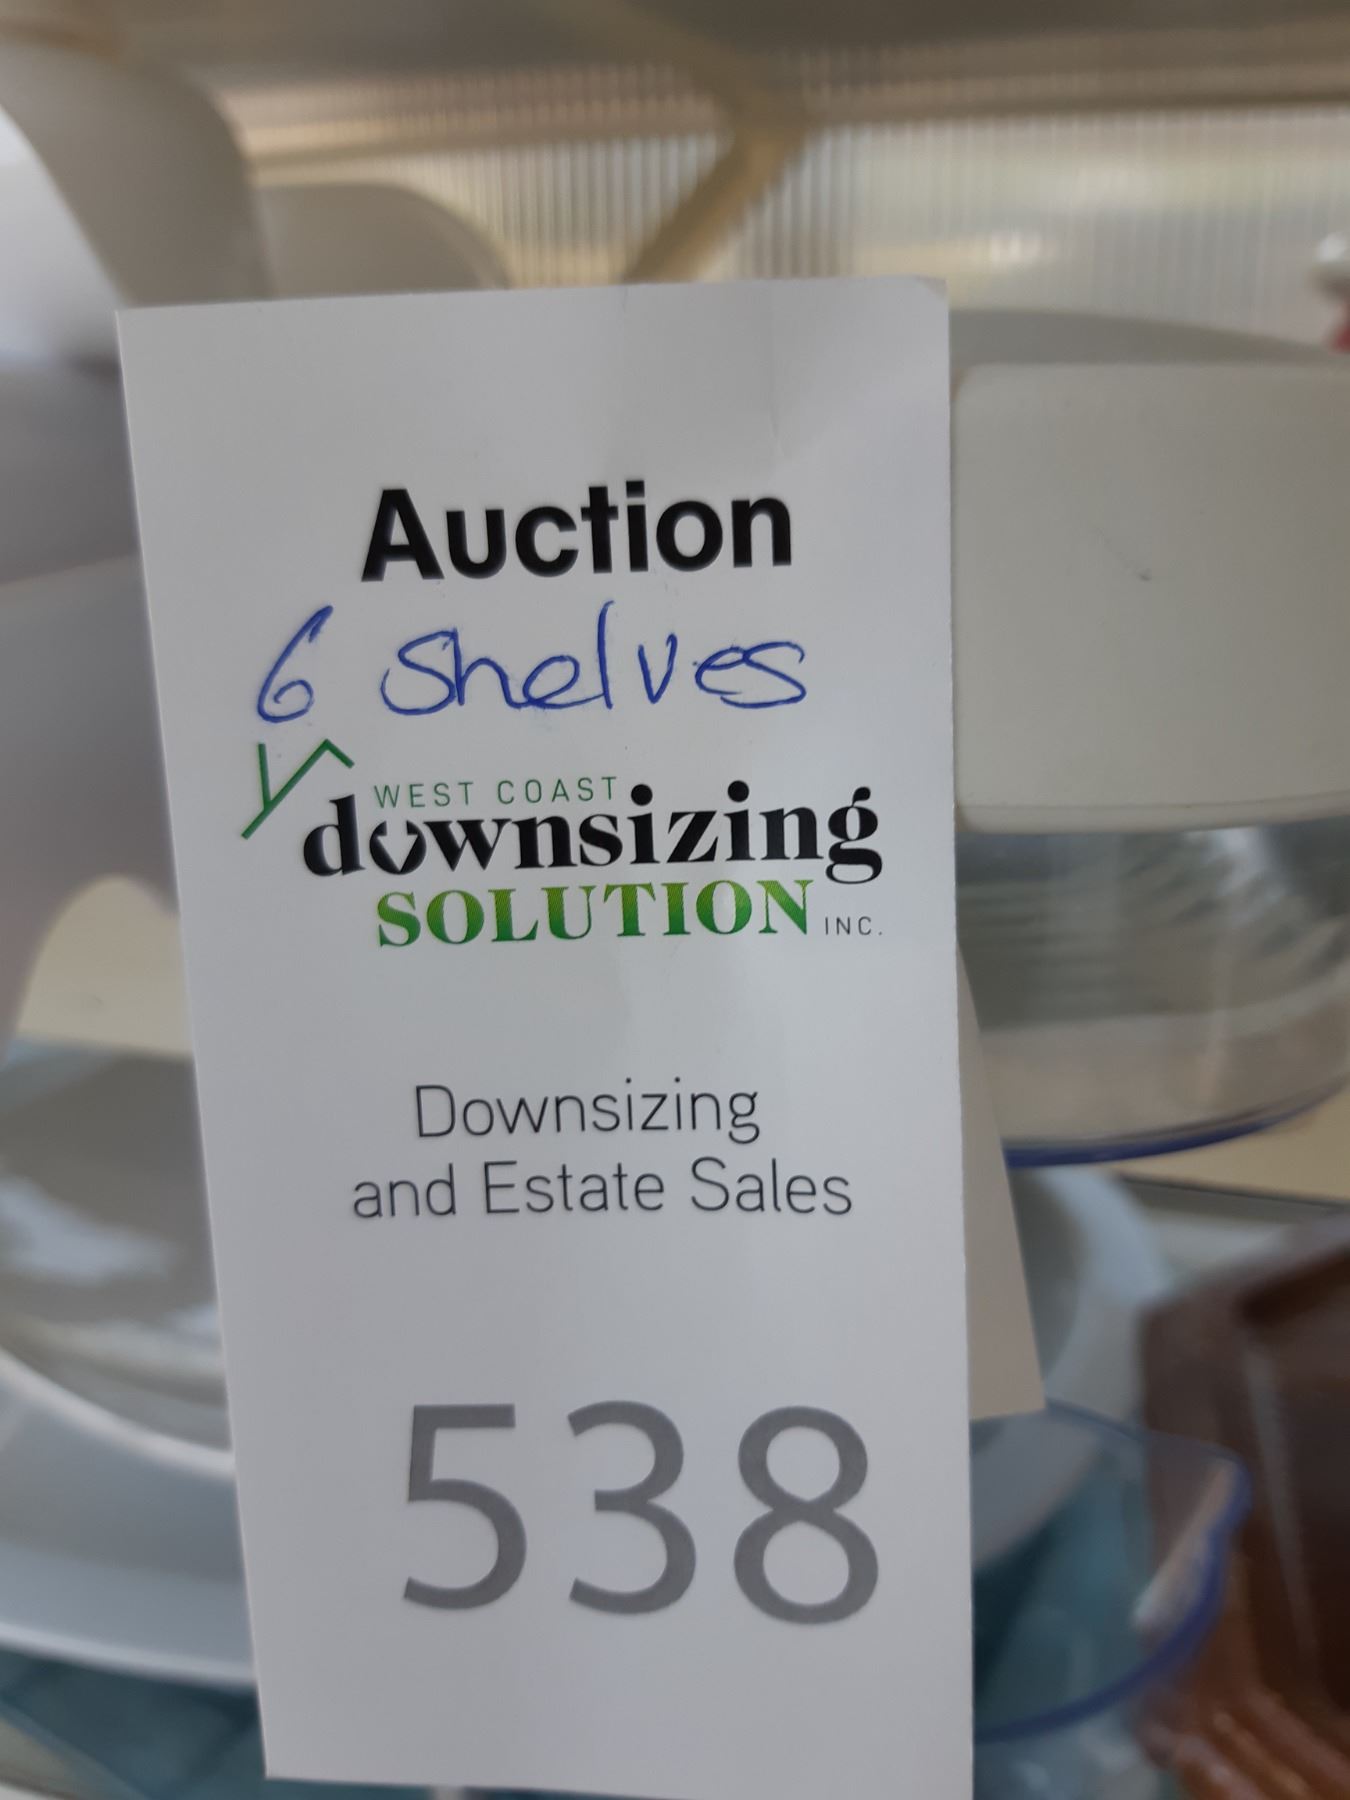 Auction
6 Shelves
WEST COAST
downsizing
SOLUTION INC.
Downsizing
and Estate Sales
538